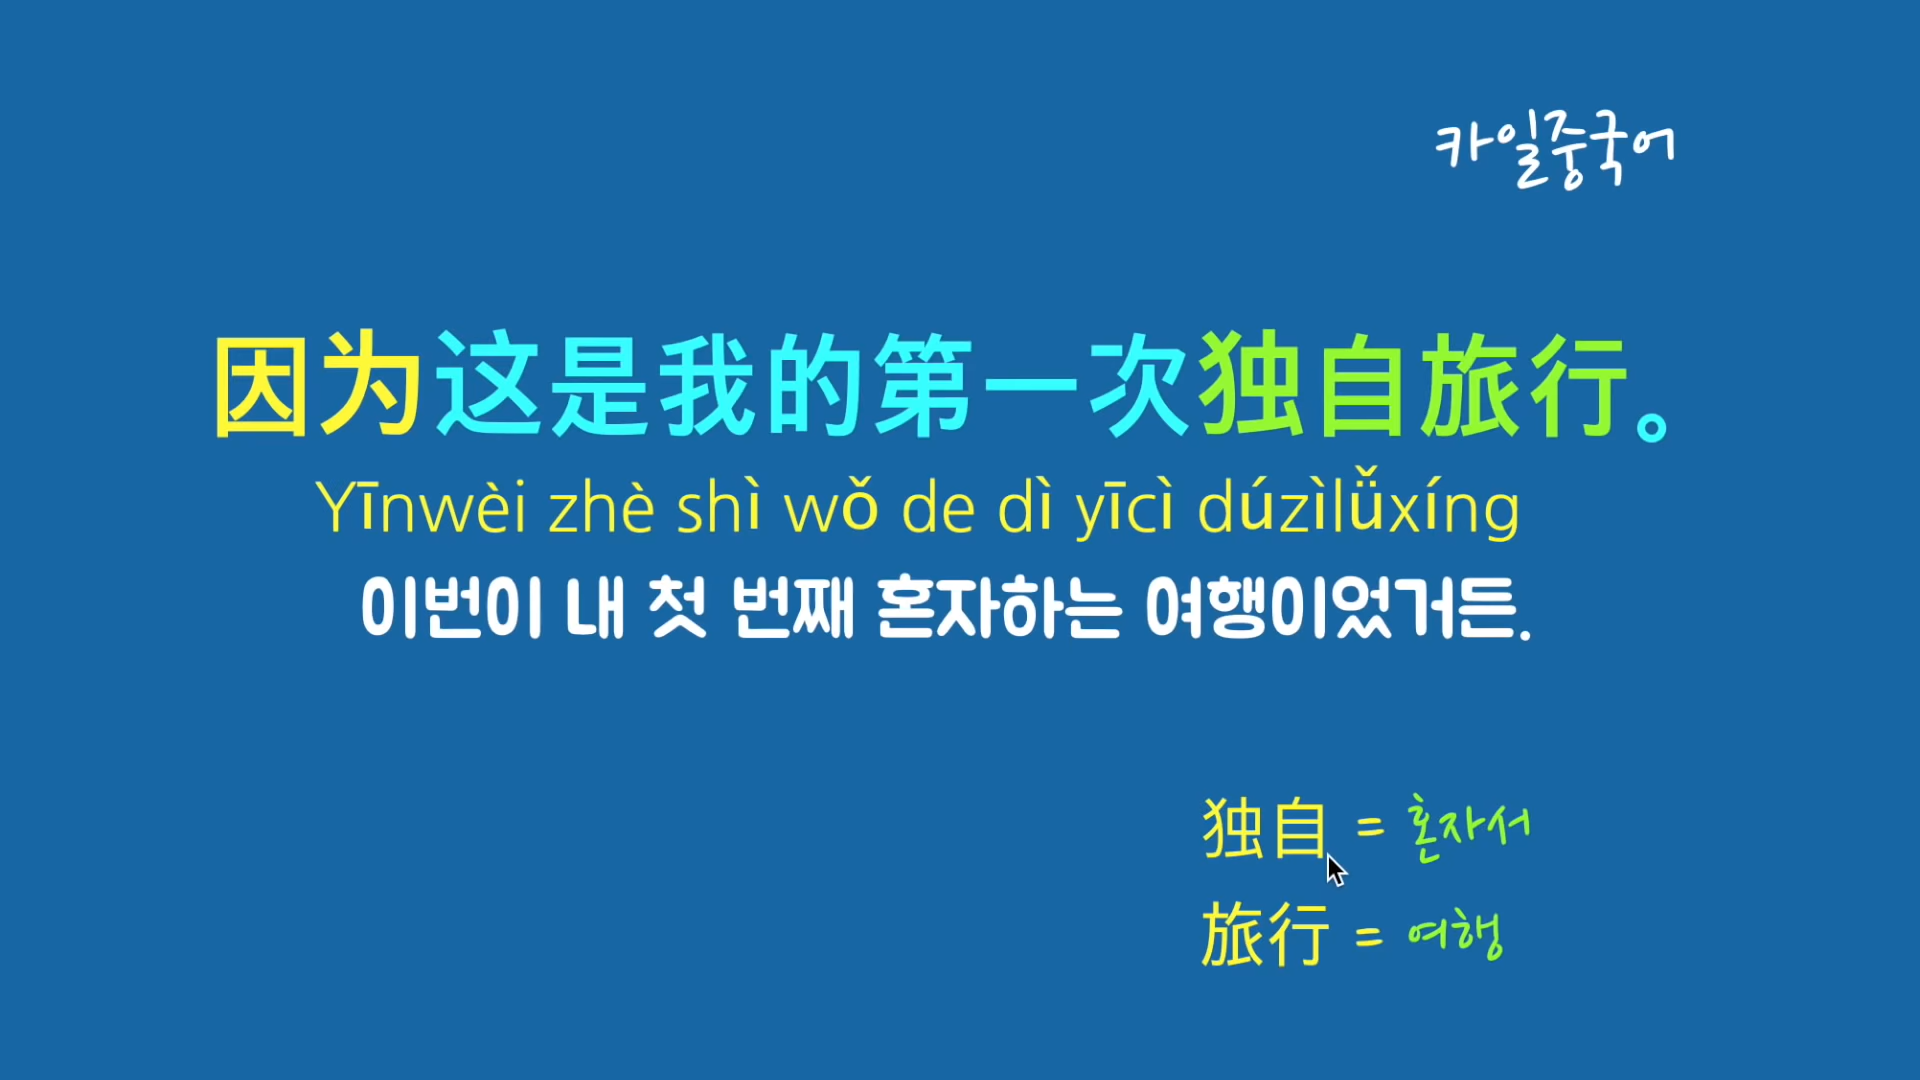 카일중국어
因为这是我的第一次独自旅行。
Yīnwèi zhè shì wǒ de dì yīcì dúzìlǚxíng
이번이 내 첫 번째 혼자하는 여행이었거든.
独自 = 혼자서
旅行 = 여행